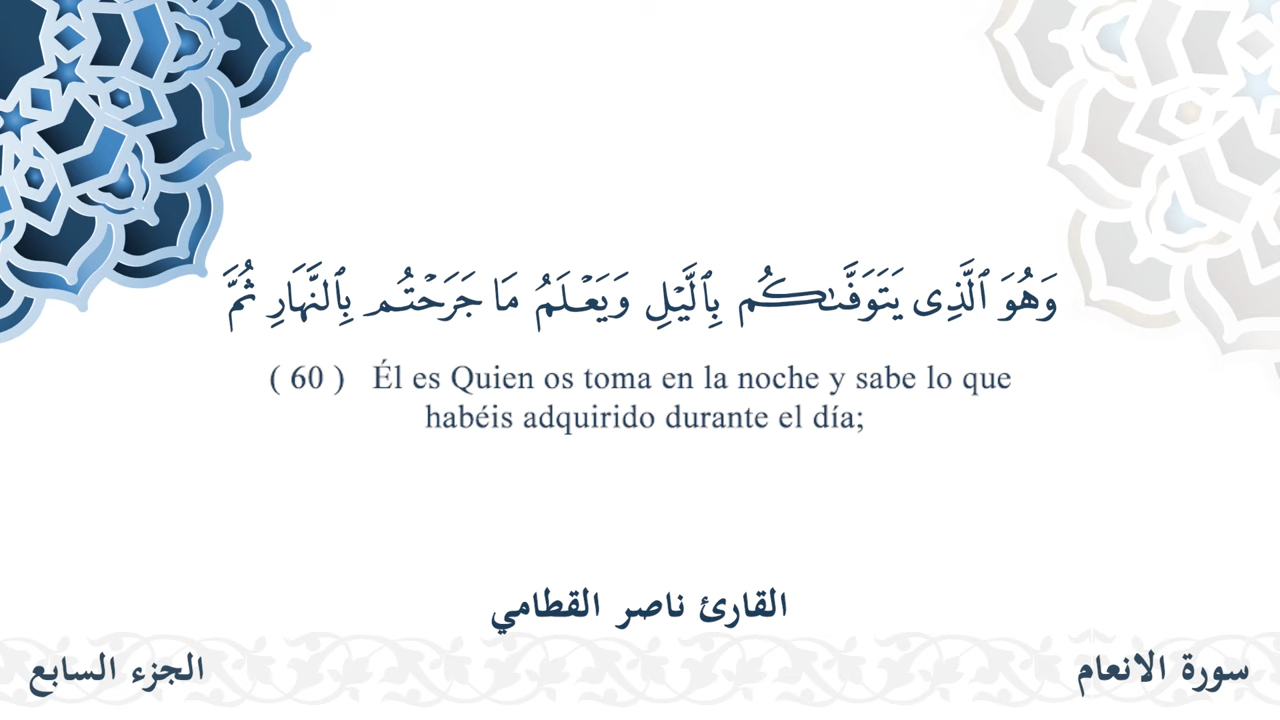 وَهُوَ ٱلَّذِى يَتَوَفَّىٰكُم بِٱلَّيْلِ وَيَعْلَمُ مَا جَرَحْتُم بِٱلنَّهَارِ ثُمَّ
( 60 ) Él es Quien os toma en la noche y sabe lo que
habéis adquirido durante el día;
القارئ ناصر القطامي
سورة الانعام
الجزء السابع